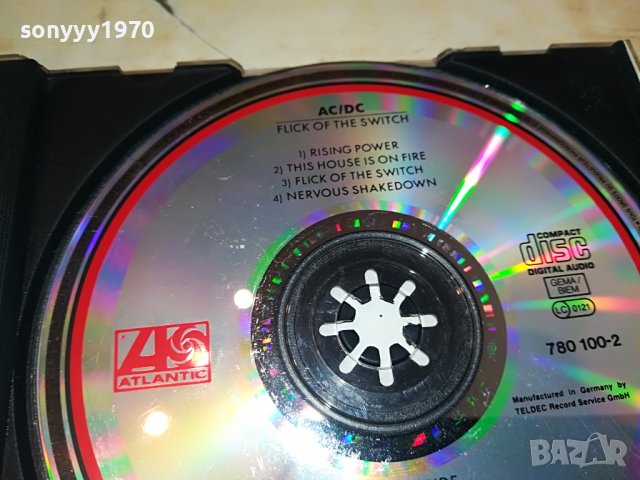 sonyyy1970
AC/DC
FLICK OF THE SWITCH
1) RISING POWER
2) THIS HOUSE IS ON FIRE
3) FLICK OF THE SWITCH
4) NERVOUS SHAKEDOWN
COMPACT
disc
DIGITAL AUDIO
GEMA/
BIEM
LC 0121
780 100-2
ATLANTIC
Manufactured in Germany by
TELDEC Record Service GmbH
BAZAR